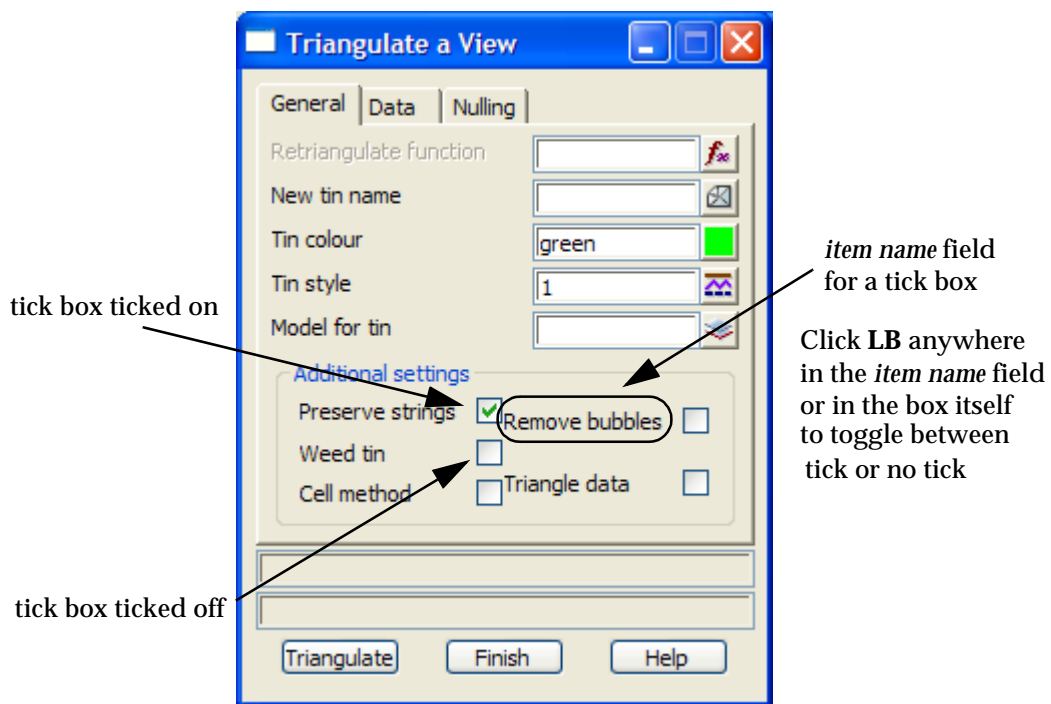 Triangulate a View
General Data Nulling
Retriangulate function
New tin name
Tin colour green
Tin style 1
Model for tin
Additional settings
Preserve strings Remove bubbles
Weed tin
Cell method Triangle data
Triangulate Finish Help
tick box ticked on
tick box ticked off
item name field
for a tick box
Click LB anywhere
in the item name field
or in the box itself
to toggle between
tick or no tick